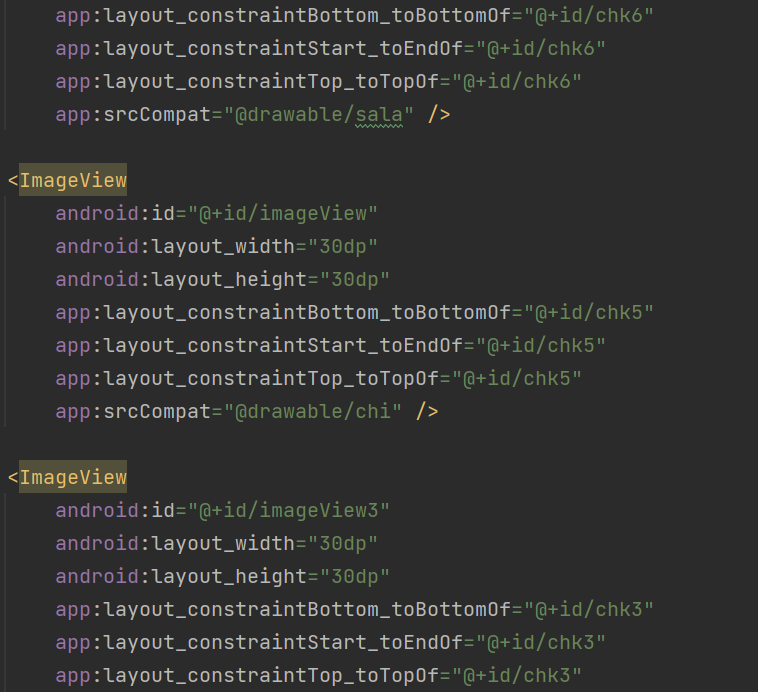 app:layout_constraintBottom_toBottomOf="@+id/chk6"
app:layout_constraintStart_toEndOf="@+id/chk6"
app:layout_constraintTop_toTopOf="@+id/chk6"
app:srcCompat="@drawable/sala" />
<ImageView
android:id="@+id/imageView"
android:layout_width="30dp"
android:layout_height="30dp"
app:layout_constraintBottom_toBottomOf="@+id/chk5"
app:layout_constraintStart_toEndOf="@+id/chk5"
app:layout_constraintTop_toTopOf="@+id/chk5"
app:srcCompat="@drawable/chi" />
<ImageView
android:id="@+id/imageView3"
android:layout_width="30dp"
android:layout_height="30dp"
app:layout_constraintBottom_toBottomOf="@+id/chk3"
app:layout_constraintStart_toEndOf="@+id/chk3"
app:layout_constraintTop_toTopOf="@+id/chk3"